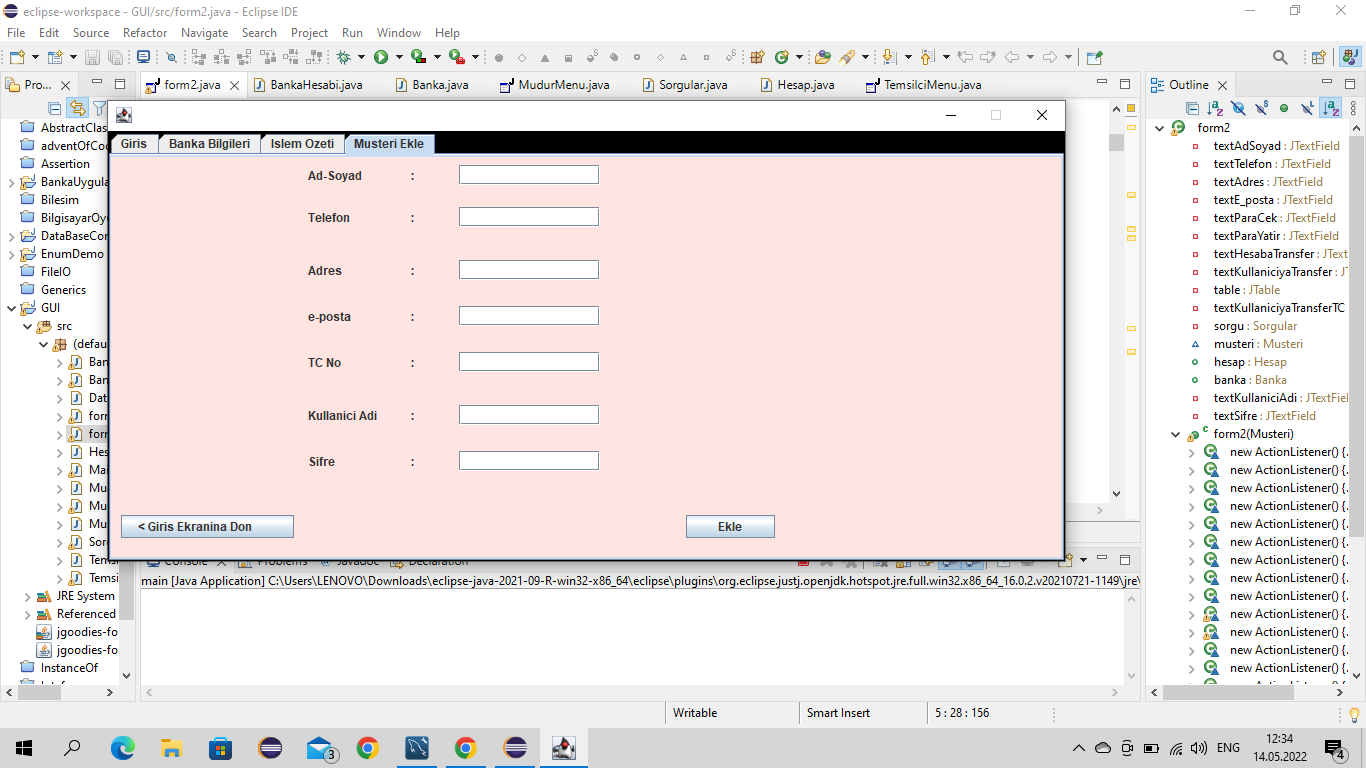 eclipse-workspace - GUI/src/form2.java - Eclipse IDE
File Edit Source Refactor Navigate Search Project Run Window Help
Pro...
form2.java
BankaHesabi.java
Banka.java
MudurMenu.java
Sorgular.java
Hesap.java
TemsilciMenu.java
Outline
AbstractClas
adventOfCo
Assertion
BankaUygula
Bilesim
BilgisayarOy
DataBaseCor
EnumDemo
FileIO
Generics
GUI
src
(defau
Ban
Ban
Dat
forr
forr
Hes
Mai
Mu
Mu
Mu
Sor
Tems
Temsi
JRE System
Referenced
jgoodies-fo
jgoodies-fo
InstanceOf
Giris
Banka Bilgileri
Islem Ozeti
Musteri Ekle
Ad-Soyad :
Telefon :
Adres :
e-posta :
TC No :
Kullanici Adi :
Sifre :
< Giris Ekranina Don
Ekle
form2
textAdSoyad : JTextField
textTelefon : JTextField
textAdres : JTextField
textE_posta : JTextField
textParaCek : JTextField
textParaYatir : JTextField
textHesabaTransfer : JText
textKullaniciyaTransfer : J
table : JTable
textKullaniciyaTransferTC
sorgu : Sorgular
musteri : Musteri
hesap : Hesap
banka : Banka
textKullaniciAdi : JTextFiel
textSifre : JTextField
form2(Musteri)
new ActionListener() {.
new ActionListener() {.
new ActionListener() {.
new ActionListener() {.
new ActionListener() {.
new ActionListener() {.
new ActionListener() {.
new ActionListener() {.
new ActionListener() {.
new ActionListener() {.
new ActionListener() {.
new ActionListener() {.
new ActionListener() {.
Console
Problems
Javadoc
Declaration
main [Java Application] C:\Users\LENOVO\Downloads\eclipse-java-2021-09-R-win32-x86_64\eclipse\plugins\org.eclipse.justj.openjdk.hotspot.jre.full.win32.x86_64_16.0.2.v20210721-1149\jre\
Writable
Smart Insert
5 : 28 : 156
3
ENG
12:34
14.05.2022
4